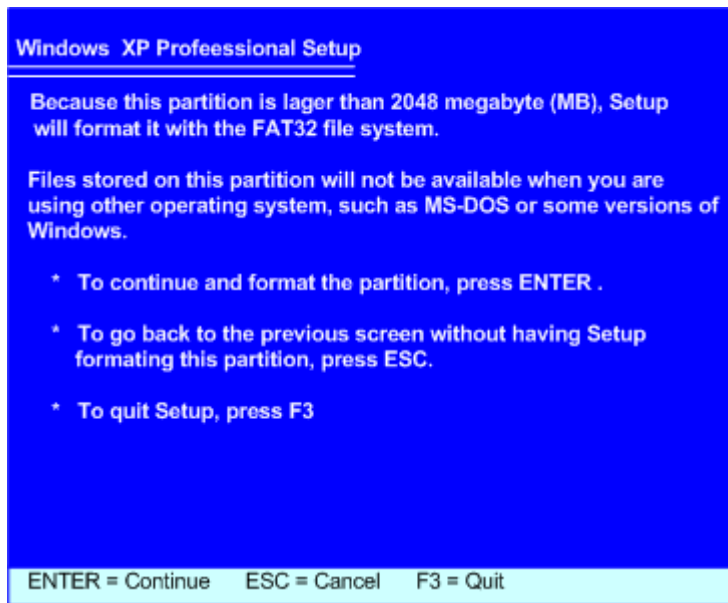 Windows XP Profeessional Setup
Because this partition is lager than 2048 megabyte (MB), Setup
will format it with the FAT32 file system.
Files stored on this partition will not be available when you are
using other operating system, such as MS-DOS or some versions of
Windows.
* To continue and format the partition, press ENTER .
* To go back to the previous screen without having Setup
formating this partition, press ESC.
* To quit Setup, press F3
ENTER = Continue ESC = Cancel F3 = Quit